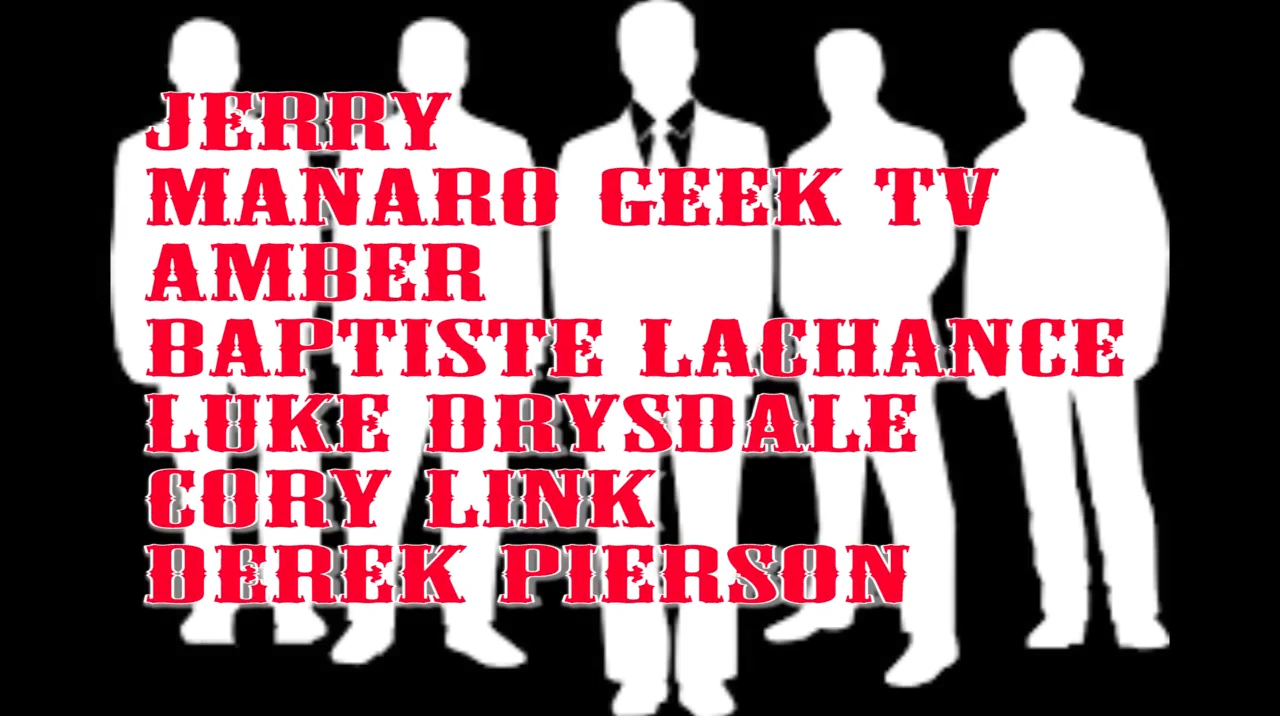 JERRY
MANARO GEEK TV
AMBER
BAPTISTE LACHANCE
LUKE DRYSDALE
CORY LINK
DEREK PIERSON